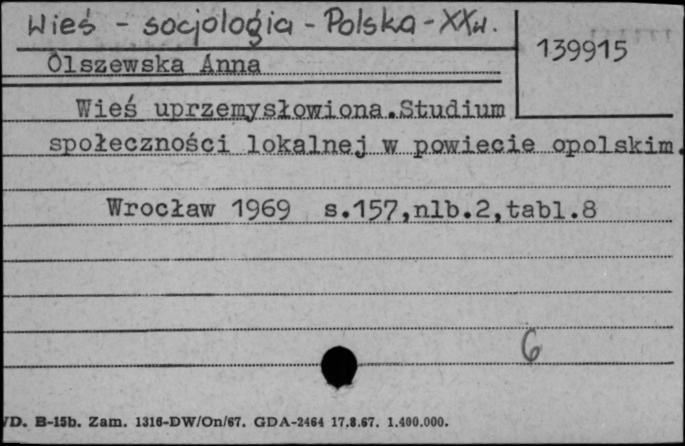 Wieś - socjologia - Polska - XX w.
139915
Olszewska Anna
Wieś uprzemysłowiona.Studium
społeczności lokalnej w powiecie opolskim.
Wrocław 1969 s.157,nlb.2,tabl.8
6
/D. B-15b. Zam. 1316-DW/On/67. GDA-2464 17.8.67. 1.400.000.